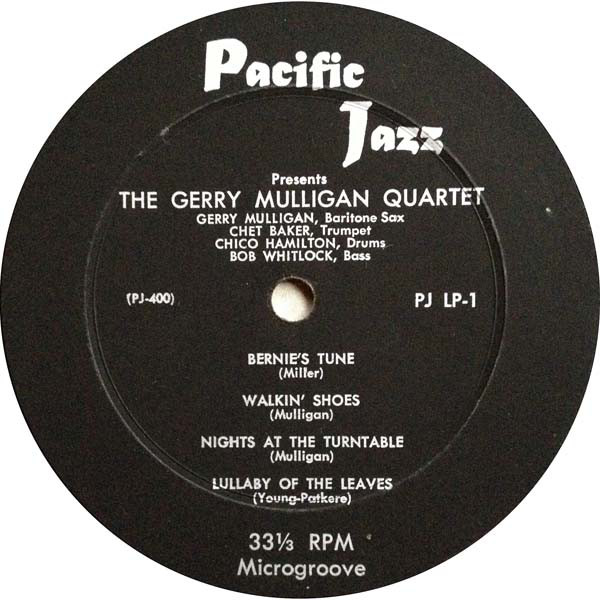 Pacific
Jazz
Presents
THE GERRY MULLIGAN QUARTET
GERRY MULLIGAN, Baritone Sax
CHET BAKER, Trumpet
CHICO HAMILTON, Drums
BOB WHITLOCK, Bass
(PJ-400) PJ LP-1
BERNIE'S TUNE
(Miller)
WALKIN' SHOES
(Mulligan)
NIGHTS AT THE TURNTABLE
(Mulligan)
LULLABY OF THE LEAVES
(Young-Patkere)
33⅓ RPM
Microgroove